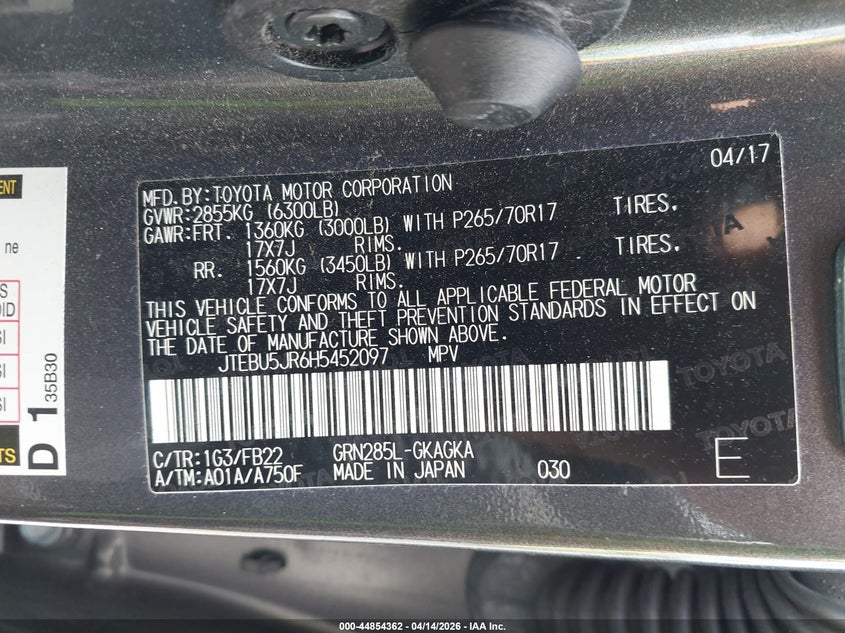 04/17
MFD.BY:TOYOTA MOTOR CORPORATION
GVWR:2855KG (6300LB)
GAWR:FRT. 1360KG (3000LB) WITH P265/70R17 TIRES.
17X7J RIMS.
RR. 1560KG (3450LB) WITH P265/70R17 TIRES.
17X7J RIMS.
THIS VEHICLE CONFORMS TO ALL APPLICABLE FEDERAL MOTOR
VEHICLE SAFETY AND THEFT PREVENTION STANDARDS IN EFFECT ON
THE DATE OF MANUFACTURE SHOWN ABOVE.
JTEBU5JR6H5452097 MPV
C/TR:1G3/FB22 GRN285L-GKAGKA
A/TM:A01A/A750F MADE IN JAPAN 030 E
ne
D 1 35B30
TOYOTA
000-44854362 - 04/14/2026 - IAA Inc.